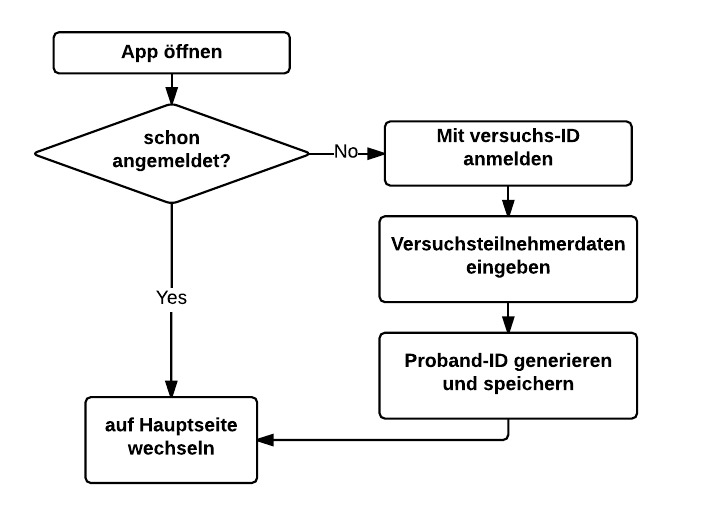 App öffnen
schon
angemeldet?
No
Mit versuchs-ID
anmelden
Versuchsteilnehmerdaten
eingeben
Proband-ID generieren
und speichern
Yes
auf Hauptseite
wechseln